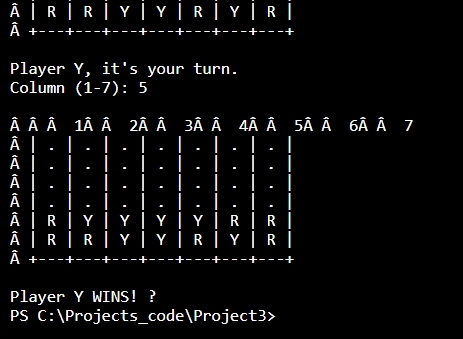 Â | R | R | Y | Y | R | Y | R |
Â +---+---+---+---+---+---+---+
Player Y, it's your turn.
Column (1-7): 5
Â Â Â  1Â Â  2Â Â  3Â Â  4Â Â  5Â Â  6Â Â  7
Â | . | . | . | . | . | . | . |
Â | . | . | . | . | . | . | . |
Â | . | . | . | . | . | . | . |
Â | . | . | . | . | . | . | . |
Â | R | Y | Y | Y | Y | R | R |
Â | R | R | Y | Y | R | Y | R |
Â +---+---+---+---+---+---+---+
Player Y WINS! ?
PS C:\Projects_code\Project3>